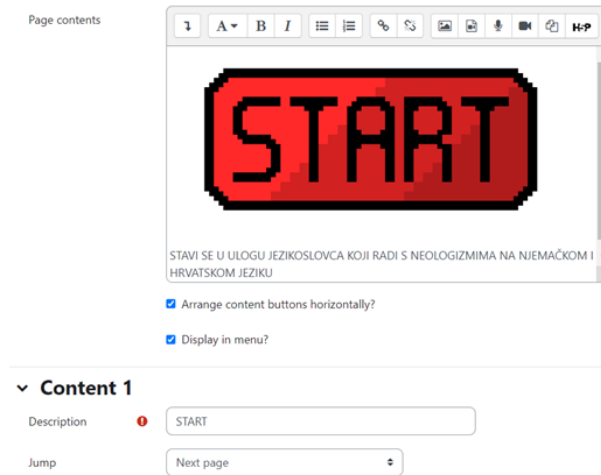 Page contents
A B I H-P
START
STAVI SE U ULOGU JEZIKOSLOVCA KOJI RADI S NEOLOGIZMIMA NA NJEMAČKOM I
HRVATSKOM JEZIKU
Arrange content buttons horizontally?
Display in menu?
Content 1
Description START
Jump Next page